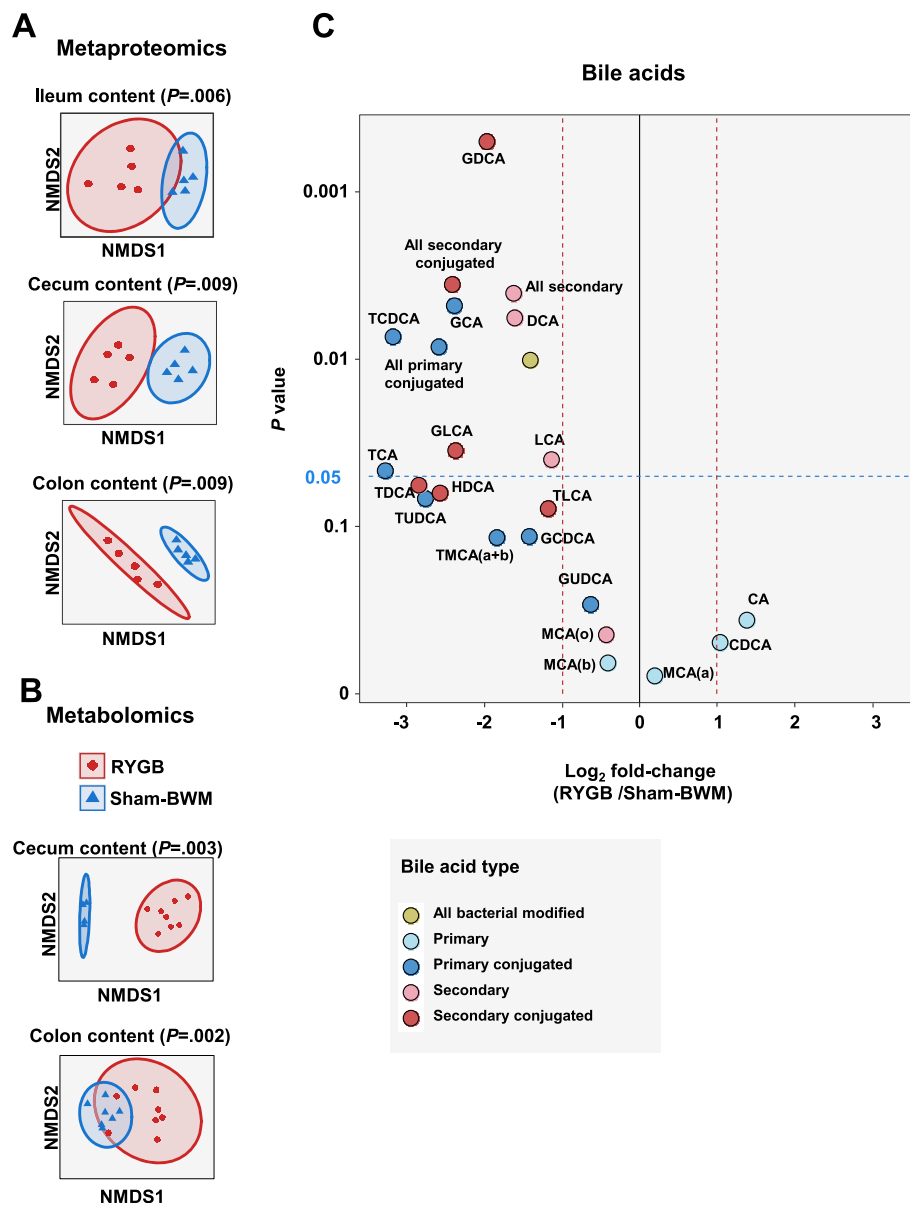 A
Metaproteomics
Ileum content (P=.006)
NMDS2
NMDS1
Cecum content (P=.009)
NMDS2
NMDS1
Colon content (P=.009)
NMDS2
NMDS1
B
Metabolomics
RYGB
Sham-BWM
Cecum content (P=.003)
NMDS2
NMDS1
Colon content (P=.002)
NMDS2
NMDS1
C
Bile acids
P value
0.001
0.01
0.05
0.1
0
GDCA
All secondary
conjugated
All secondary
TCDCA
GCA
DCA
All primary
conjugated
GLCA
LCA
TCA
TDCA
HDCA
TLCA
TUDCA
TMCA(a+b)
GCDCA
GUDCA
CA
MCA(o)
CDCA
MCA(b)
MCA(a)
-3
-2
-1
0
1
2
3
Log2 fold-change
(RYGB /Sham-BWM)
Bile acid type
All bacterial modified
Primary
Primary conjugated
Secondary
Secondary conjugated